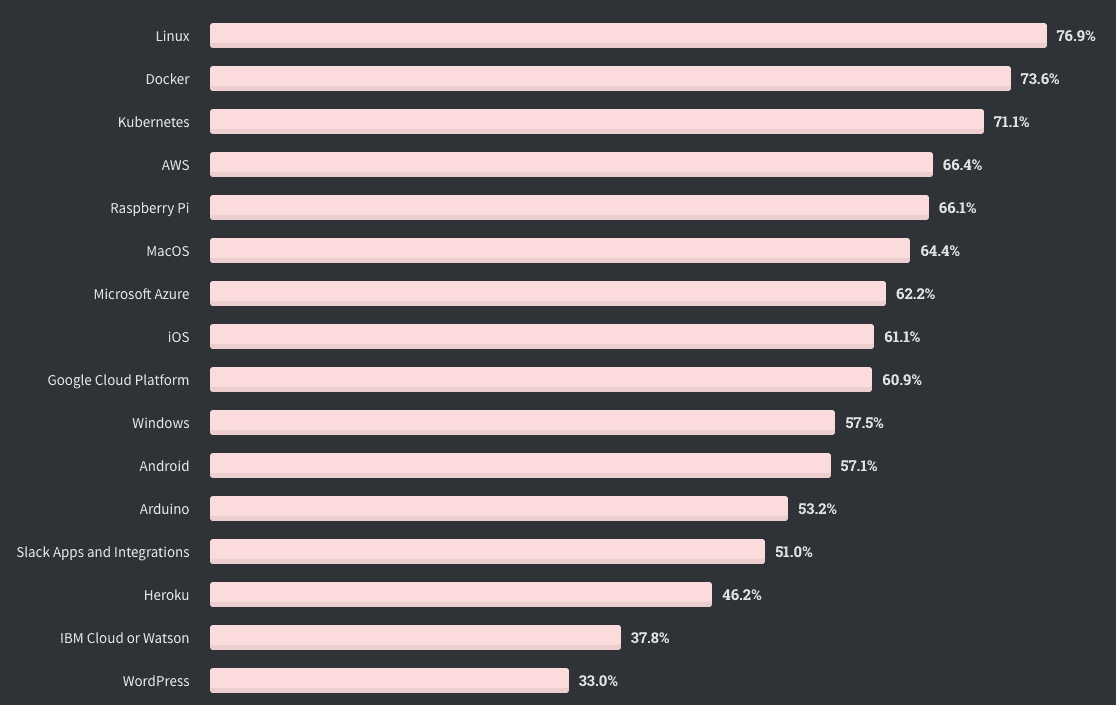 Linux 76.9%
Docker 73.6%
Kubernetes 71.1%
AWS 66.4%
Raspberry Pi 66.1%
MacOS 64.4%
Microsoft Azure 62.2%
iOS 61.1%
Google Cloud Platform 60.9%
Windows 57.5%
Android 57.1%
Arduino 53.2%
Slack Apps and Integrations 51.0%
Heroku 46.2%
IBM Cloud or Watson 37.8%
WordPress 33.0%